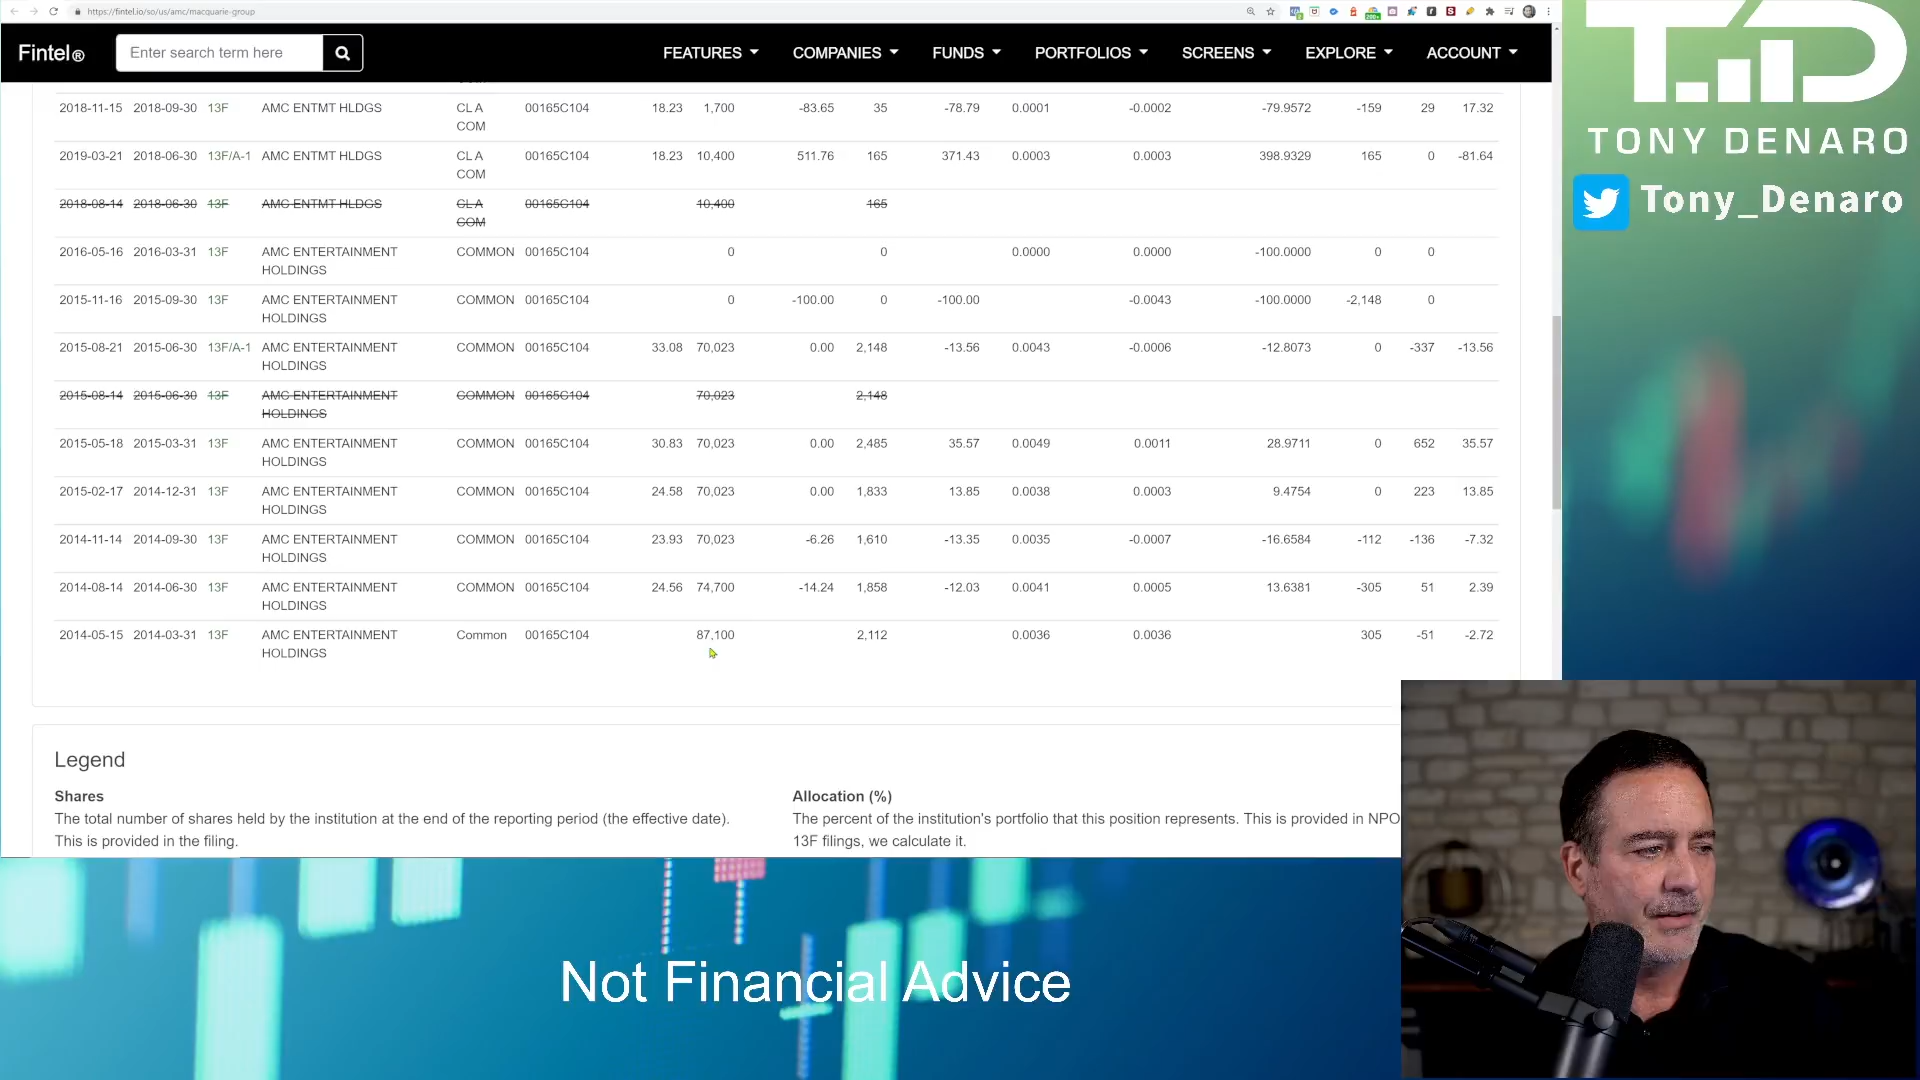 https://fintel.io/so/us/amc/macquarie-group
Fintel®
Enter search term here
FEATURES COMPANIES FUNDS PORTFOLIOS SCREENS EXPLORE ACCOUNT
2018-11-15 2018-09-30 13F AMC ENTMT HLDGS CL A 00165C104 18.23 1,700 -83.65 35 -78.79 0.0001 -0.0002 -79.9572 -159 29 17.32
COM
2019-03-21 2018-06-30 13F/A-1 AMC ENTMT HLDGS CL A 00165C104 18.23 10,400 511.76 165 371.43 0.0003 0.0003 398.9329 165 0 -81.64
COM
2018-08-14 2018-06-30 13F AMC ENTMT HLDGS CL A 00165C104 10,400 165
COM
2016-05-16 2016-03-31 13F AMC ENTERTAINMENT COMMON 00165C104 0 0 0.0000 0.0000 -100.0000 0 0
HOLDINGS
2015-11-16 2015-09-30 13F AMC ENTERTAINMENT COMMON 00165C104 0 -100.00 0 -100.00 -0.0043 -100.0000 -2,148 0
HOLDINGS
2015-08-21 2015-06-30 13F/A-1 AMC ENTERTAINMENT COMMON 00165C104 33.08 70,023 0.00 2,148 -13.56 0.0043 -0.0006 -12.8073 0 -337 -13.56
HOLDINGS
2015-08-14 2015-06-30 13F AMC ENTERTAINMENT COMMON 00165C104 70,023 2,148
HOLDINGS
2015-05-18 2015-03-31 13F AMC ENTERTAINMENT COMMON 00165C104 30.83 70,023 0.00 2,485 35.57 0.0049 0.0011 28.9711 0 652 35.57
HOLDINGS
2015-02-17 2014-12-31 13F AMC ENTERTAINMENT COMMON 00165C104 24.58 70,023 0.00 1,833 13.85 0.0038 0.0003 9.4754 0 223 13.85
HOLDINGS
2014-11-14 2014-09-30 13F AMC ENTERTAINMENT COMMON 00165C104 23.93 70,023 -6.26 1,610 -13.35 0.0035 -0.0007 -16.6584 -112 -136 -7.32
HOLDINGS
2014-08-14 2014-06-30 13F AMC ENTERTAINMENT COMMON 00165C104 24.56 74,700 -14.24 1,858 -12.03 0.0041 0.0005 13.6381 -305 51 2.39
HOLDINGS
2014-05-15 2014-03-31 13F AMC ENTERTAINMENT Common 00165C104 87,100 2,112 0.0036 0.0036 305 -51 -2.72
HOLDINGS
Legend
Shares
The total number of shares held by the institution at the end of the reporting period (the effective date).
This is provided in the filing.
Allocation (%)
The percent of the institution's portfolio that this position represents. This is provided in NPO
13F filings, we calculate it.
TONY DENARO
Tony_Denaro
Not Financial Advice